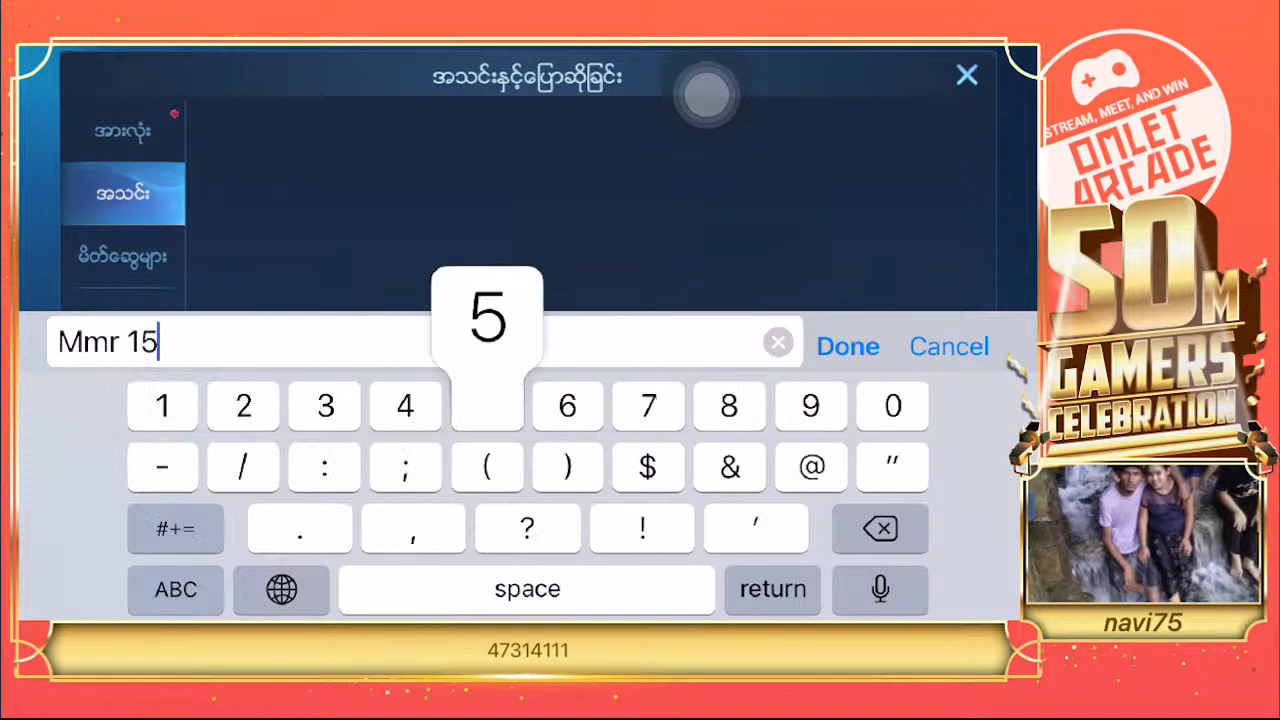 အသင်းနှင့်ပြောဆိုခြင်း
အားလုံး
အသင်း
မိတ်ဆွေများ
Mmr 15
5
Done
Cancel
1 2 3 4 6 7 8 9 0
- / : ; ( ) $ & @ "
#+= . , ? ! '
ABC space return
STREAM, MEET, AND WIN
OMLET
ARCADE
50M
GAMERS
CELEBRATION
navi75
47314111